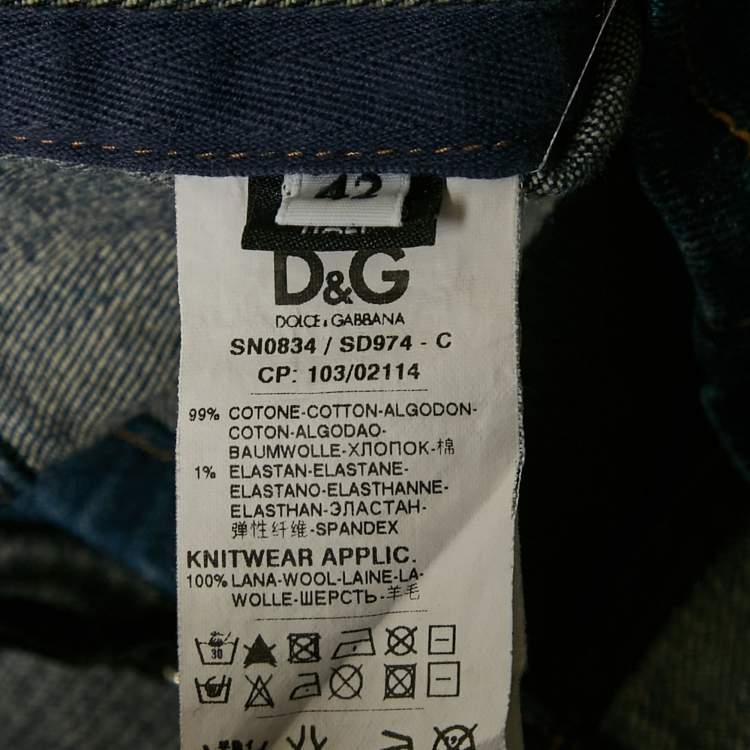 42
D&G
DOLCE & GABBANA
SN0834 / SD974 - C
CP: 103/02114
99% COTONE-COTTON-ALGODON-
COTON-ALGODAO-
BAUMWOLLE-ХЛОПОК-棉
1% ELASTAN-ELASTANE-
ELASTANO-ELASTHANNE-
ELASTHAN-ЭЛАСТАН-
弹性纤维-SPANDEX
KNITWEAR APPLIC.
100% LANA-WOOL-LAINE-LA-
WOLLE-ШЕРСТЬ-羊毛
30